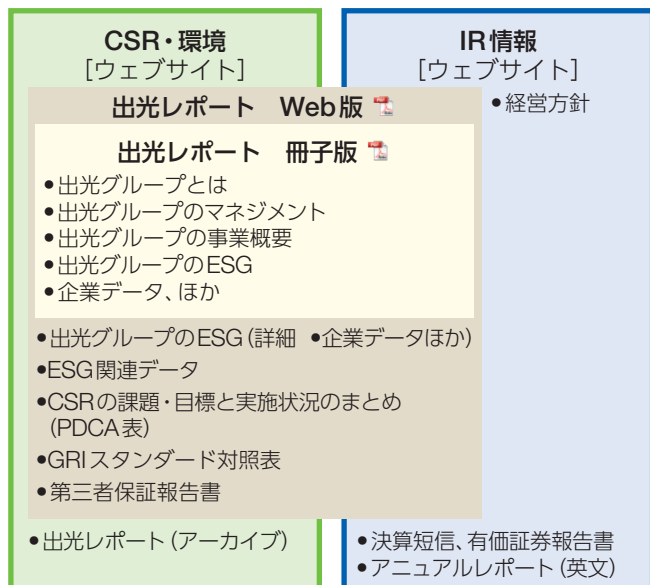 CSR・環境
[ウェブサイト]
IR情報
[ウェブサイト]
●経営方針
出光レポート Web版
出光レポート 冊子版
●出光グループとは
●出光グループのマネジメント
●出光グループの事業概要
●出光グループのESG
●企業データ、ほか
●出光グループのESG(詳細 ●企業データほか)
●ESG関連データ
●CSRの課題・目標と実施状況のまとめ
(PDCA表)
●GRIスタンダード対照表
●第三者保証報告書
●出光レポート(アーカイブ)
●決算短信、有価証券報告書
●アニュアルレポート(英文)